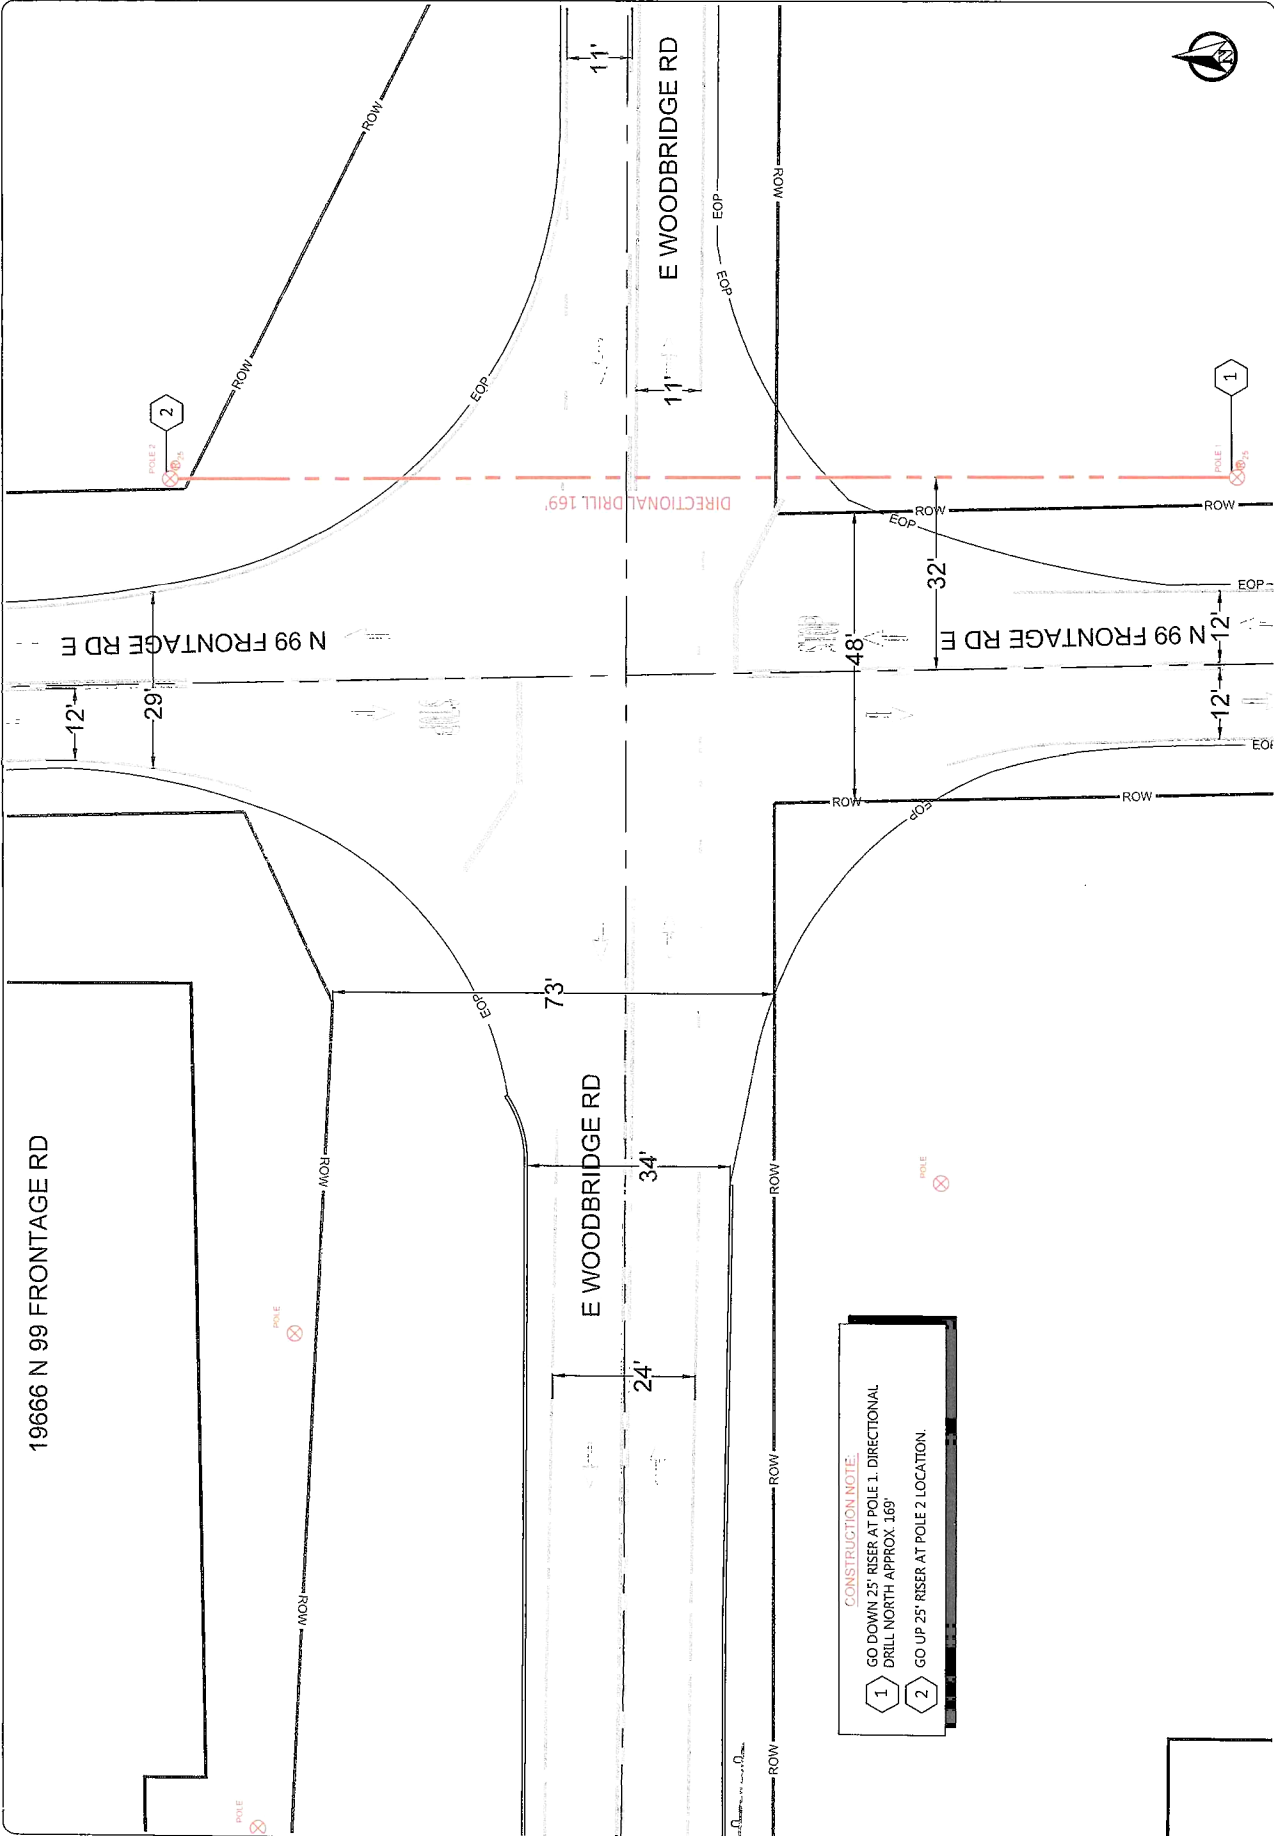 19666 N 99 FRONTAGE RD
POLE
POLE
POLE
ROW
ROW
ROW
ROW
ROW
ROW
ROW
ROW
ROW
ROW
ROW
ROW
EOP
EOP
EOP
EOP
EOP
EOP
EOP
E WOODBRIDGE RD
E WOODBRIDGE RD
N 99 FRONTAGE RD E
N 99 FRONTAGE RD E
24'
34'
73'
12'
29'
48'
32'
12'
12'
11'
11'
STOP
STOP
DIRECTIONAL DRILL 169'
POLE 2
25
2
POLE 1
25
1
N
CONSTRUCTION NOTE:
1 GO DOWN 25' RISER AT POLE 1. DIRECTIONAL
DRILL NORTH APPROX. 169'
2 GO UP 25' RISER AT POLE 2 LOCATION.